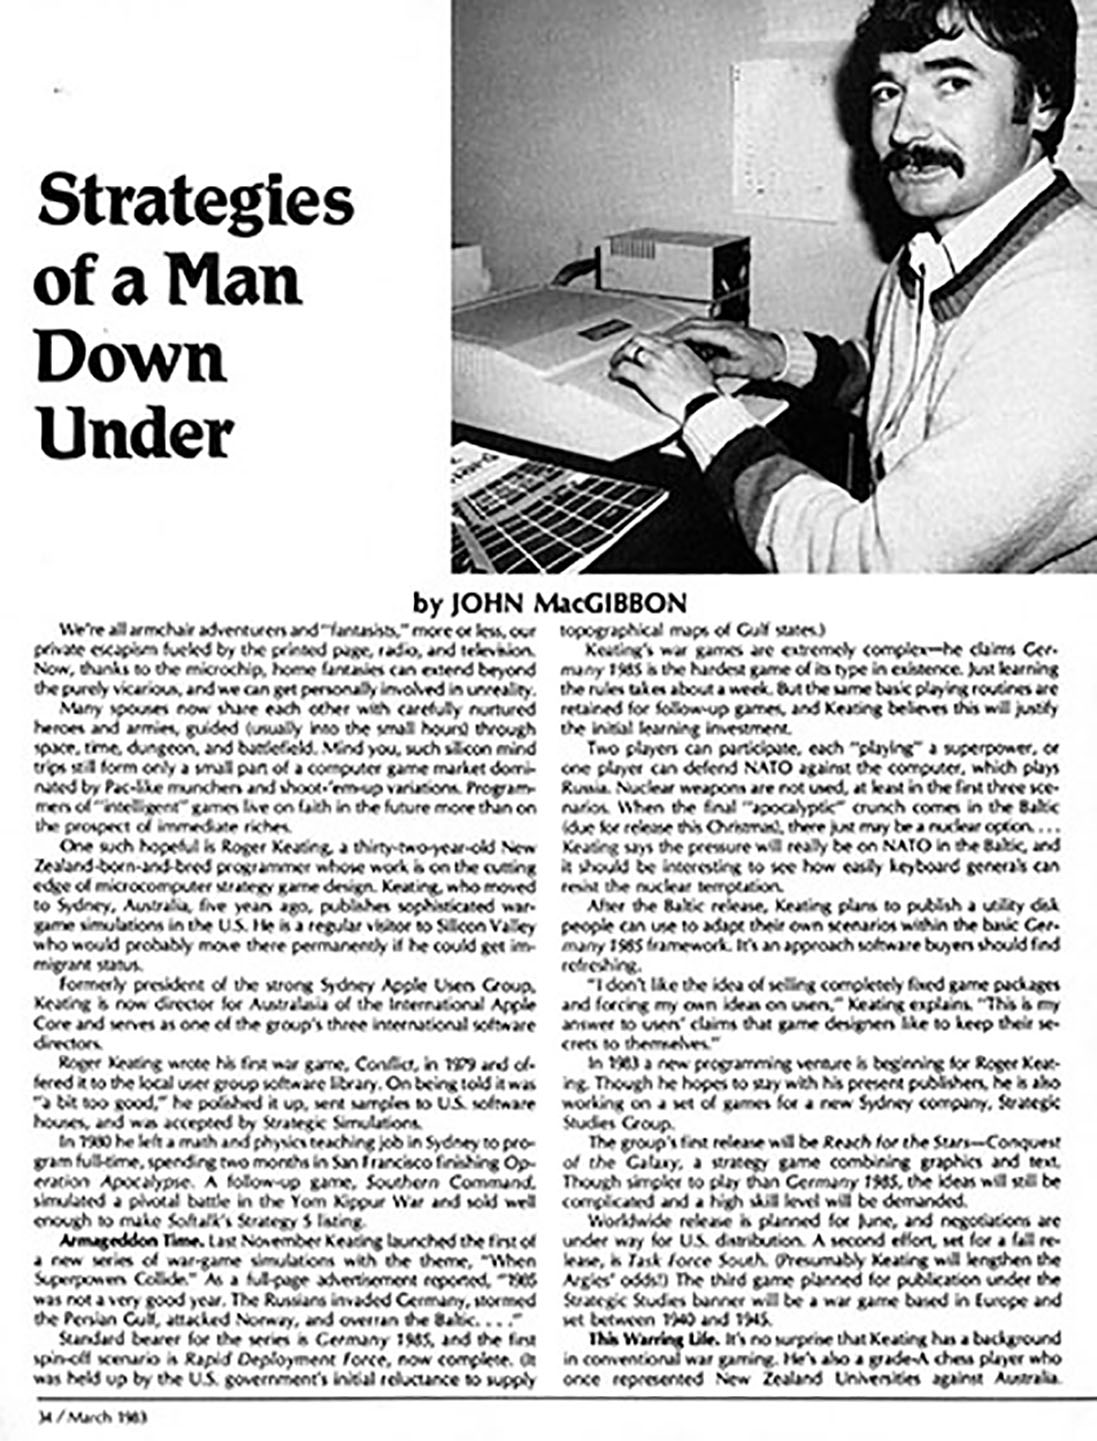 Strategies
of a Man
Down
Under
by JOHN MacGIBBON
We're all armchair adventurers and "fantasists," more or less, our
private escapism fueled by the printed page, radio, and television.
Now, thanks to the microchip, home fantasies can extend beyond
the purely vicarious, and we can get personally involved in unreality.
Many spouses now share each other with carefully nurtured
heroes and armies, guided (usually into the small hours) through
space, time, dungeon, and battlefield. Mind you, such silicon mind
trips still form only a small part of a computer game market domi-
nated by Pac-like munchers and shoot-'em-up variations. Program-
mers of "intelligent" games live on faith in the future more than on
the prospect of immediate riches.
One such hopeful is Roger Keating, a thirty-two-year-old New
Zealand-born-and-bred programmer whose work is on the cutting
edge of microcomputer strategy game design. Keating, who moved
to Sydney, Australia, five years ago, publishes sophisticated war-
game simulations in the U.S. He is a regular visitor to Silicon Valley
who would probably move there permanently if he could get im-
migrant status.
Formerly president of the strong Sydney Apple Users Group,
Keating is now director for Australasia of the International Apple
Core and serves as one of the group's three international software
directors.
Roger Keating wrote his first war game, Conflict, in 1979 and of-
fered it to the local user group software library. On being told it was
"a bit too good," he polished it up, sent samples to U.S. software
houses, and was accepted by Strategic Simulations.
In 1980 he left a math and physics teaching job in Sydney to pro-
gram full-time, spending two months in San Francisco finishing Op-
eration Apocalypse. A follow-up game, Southern Command,
simulated a pivotal battle in the Yom Kippur War and sold well
enough to make Softalk's Strategy 5 listing.
Armageddon Time. Last November Keating launched the first of
a new series of war-game simulations with the theme, "When
Superpowers Collide." As a full-page advertisement reported, "1985
was not a very good year. The Russians invaded Germany, stormed
the Persian Gulf, attacked Norway, and overran the Baltic. . . ."
Standard bearer for the series is Germany 1985, and the first
spin-off scenario is Rapid Deployment Force, now complete. (It
was held up by the U.S. government's initial reluctance to supply
topographical maps of Gulf states.)
Keating's war games are extremely complex—he claims Ger-
many 1985 is the hardest game of its type in existence. Just learning
the rules takes about a week. But the same basic playing routines are
retained for follow-up games, and Keating believes this will justify
the initial learning investment.
Two players can participate, each "playing" a superpower, or
one player can defend NATO against the computer, which plays
Russia. Nuclear weapons are not used, at least in the first three sce-
narios. When the final "apocalyptic" crunch comes in the Baltic
(due for release this Christmas), there just may be a nuclear option. . . .
Keating says the pressure will really be on NATO in the Baltic, and
it should be interesting to see how easily keyboard generals can
resist the nuclear temptation.
After the Baltic release, Keating plans to publish a utility disk
people can use to adapt their own scenarios within the basic Ger-
many 1985 framework. It's an approach software buyers should find
refreshing.
"I don't like the idea of selling completely fixed game packages
and forcing my own ideas on users," Keating explains. "This is my
answer to users' claims that game designers like to keep their se-
crets to themselves."
In 1983 a new programming venture is beginning for Roger Keat-
ing. Though he hopes to stay with his present publishers, he is also
working on a set of games for a new Sydney company, Strategic
Studies Group.
The group's first release will be Reach for the Stars—Conquest
of the Galaxy, a strategy game combining graphics and text.
Though simpler to play than Germany 1985, the ideas will still be
complicated and a high skill level will be demanded.
Worldwide release is planned for June, and negotiations are
under way for U.S. distribution. A second effort, set for a fall re-
lease, is Task Force South. (Presumably Keating will lengthen the
Argies' odds!) The third game planned for publication under the
Strategic Studies banner will be a war game based in Europe and
set between 1940 and 1945.
This Warring Life. It's no surprise that Keating has a background
in conventional war gaming. He's also a grade-A chess player who
once represented New Zealand Universities against Australia.
34 / March 1983